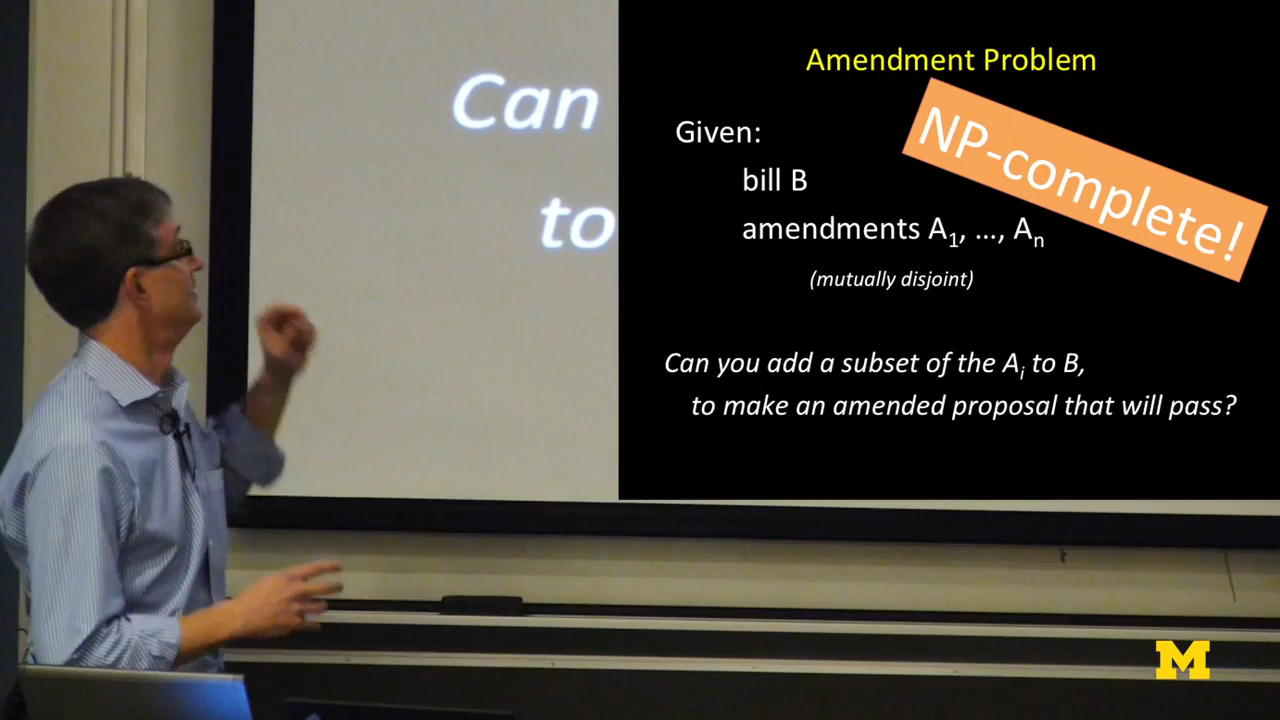 Can
to
Amendment Problem
NP-complete!
Given:
bill B
amendments A1, ..., An
(mutually disjoint)
Can you add a subset of the Ai to B,
to make an amended proposal that will pass?
M